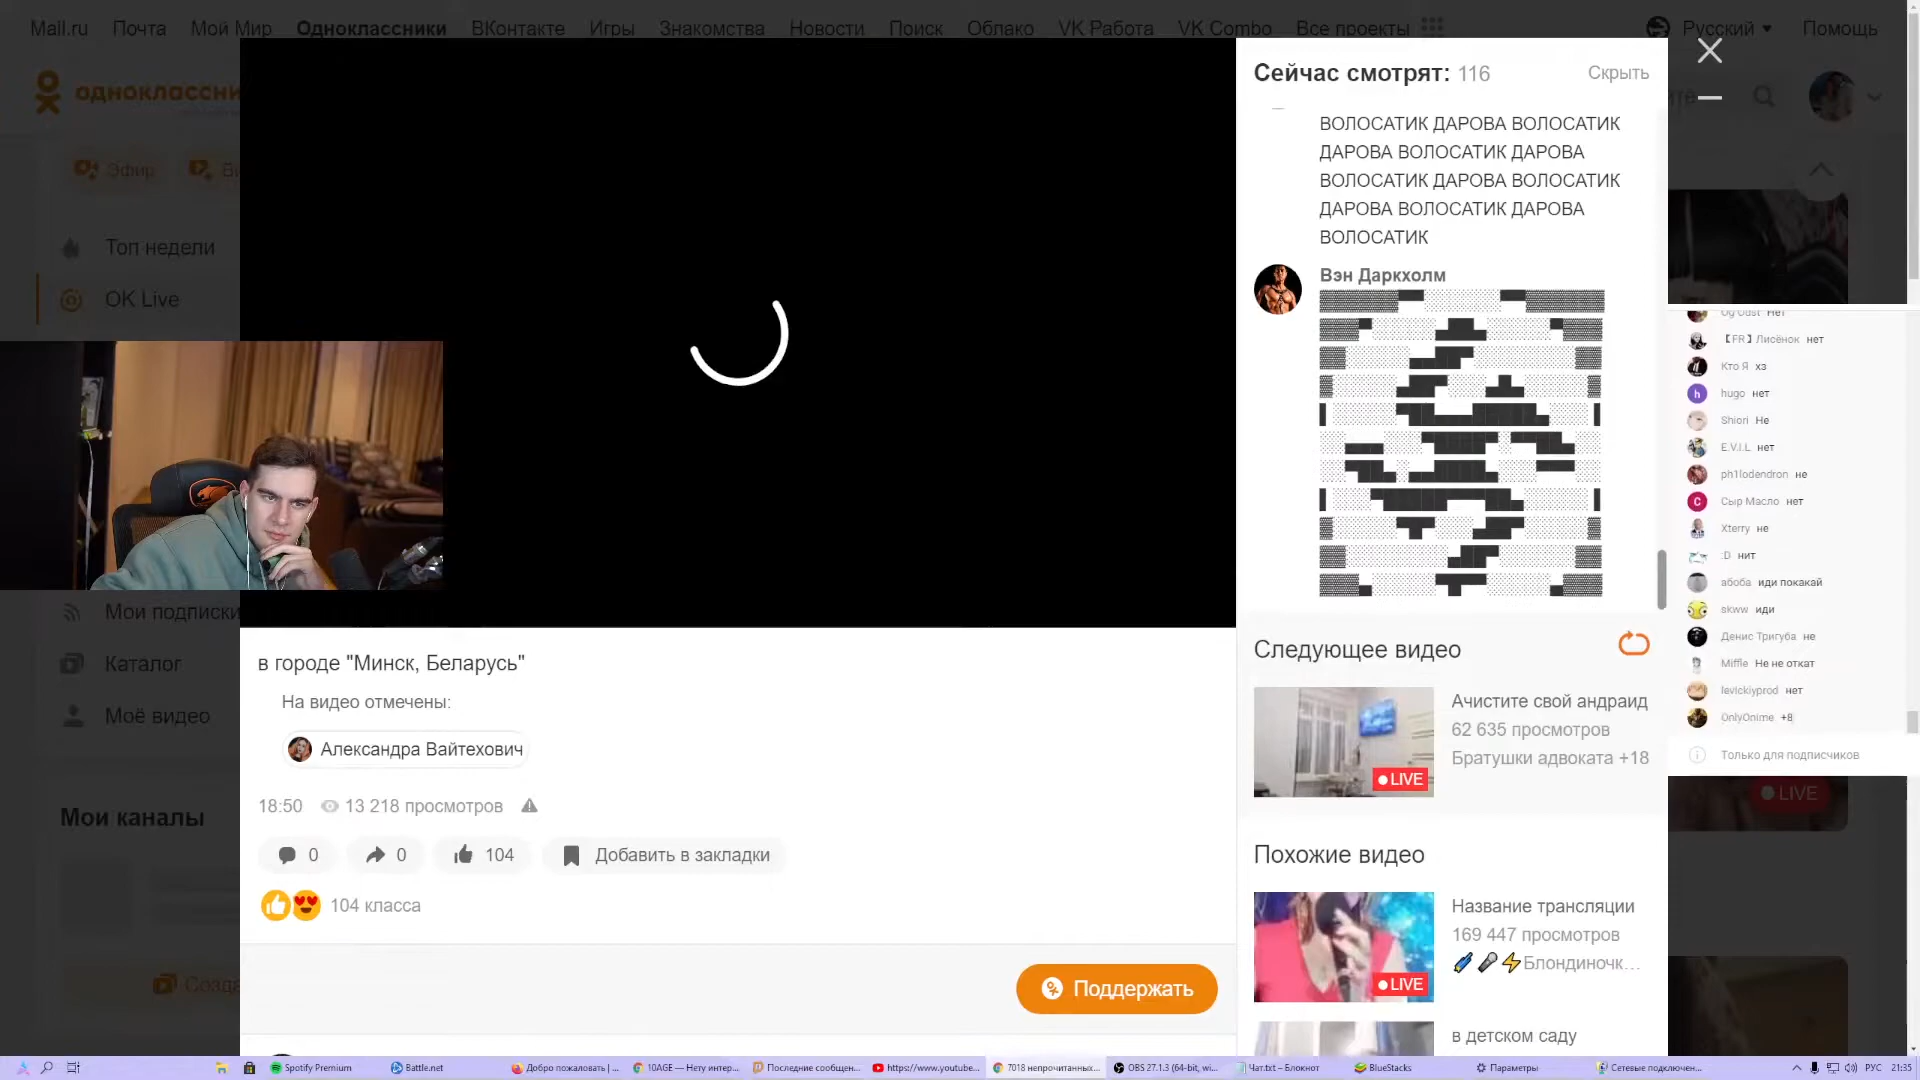 Mail.ru Почта Мой Мир Одноклассники ВКонтакте Игры Знакомства Новости Поиск Облако VK Работа VK Combo Все проекты Русский Помощь
Эфир
Топ недели
OK Live
Мои подписки
Каталог
Моё видео
Мои каналы
в городе "Минск, Беларусь"
На видео отмечены:
Александра Вайтехович
18:50 13 218 просмотров
0 0 104 Добавить в закладки
104 класса
Поддержать
Сейчас смотрят: 116 Скрыть
ВОЛОСАТИК ДАРОВА ВОЛОСАТИК
ДАРОВА ВОЛОСАТИК ДАРОВА
ВОЛОСАТИК ДАРОВА ВОЛОСАТИК
ДАРОВА ВОЛОСАТИК ДАРОВА
ВОЛОСАТИК
Вэн Даркхолм
Следующее видео
Ачистите свой андраид
62 635 просмотров
Братушки адвоката +18
LIVE
Похожие видео
Название трансляции
169 447 просмотров
Блондиночк...
LIVE
в детском саду
【FR】Лисёнок нет
Кто Я хз
hugo нет
Shiori Не
E.V.I.L. нет
ph1lodendron не
Сыр Масло нет
Xterry не
:D нит
абоба иди покакай
skww иди
Денис Тригуба не
Miffle Не не откат
levickiyprod нет
OnlyOnime +8
Только для подписчиков
LIVE
Spotify Premium Battle.net Добро пожаловать | ... 10AGE — Нету интер... Последние сообщен... https://www.youtube... 7018 непрочитанных... OBS 27.1.3 (64-bit, wi... Чат.txt – Блокнот BlueStacks Параметры Сетевые подключен... РУС 21:35